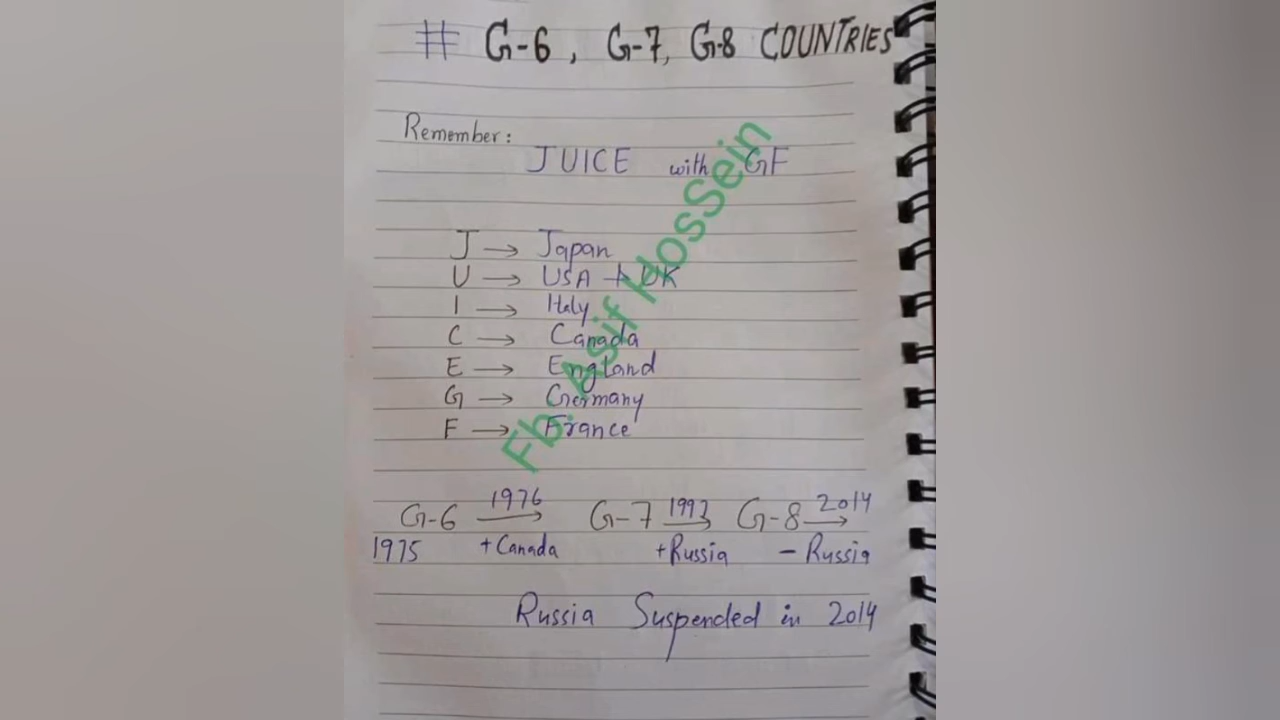 # G-6, G-7, G-8 COUNTRIES
Remember:
JUICE with GF
J → Japan
U → USA + UK
I → Italy
C → Canada
E → England
G → Germany
F → France
G-6 1976 → G-7 1997 → G-8 2014 →
1975 + Canada + Russia - Russia
Russia Suspended in 2014
Fb: Asif HosSein